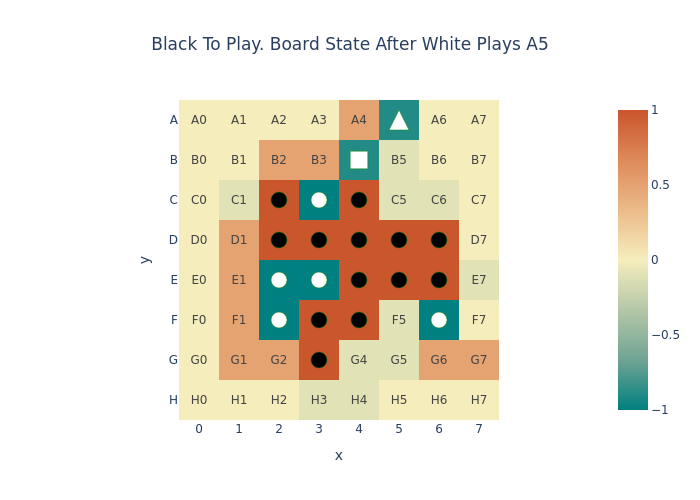 Black To Play. Board State After White Plays A5
A A0 A1 A2 A3 A4 A6 A7
B B0 B1 B2 B3 B5 B6 B7
C C0 C1 C5 C6 C7
D D0 D1 D7
y
E E0 E1 E7
F F0 F1 F5 F7
G G0 G1 G2 G4 G5 G6 G7
H H0 H1 H2 H3 H4 H5 H6 H7
0 1 2 3 4 5 6 7
x
1
0.5
0
−0.5
−1